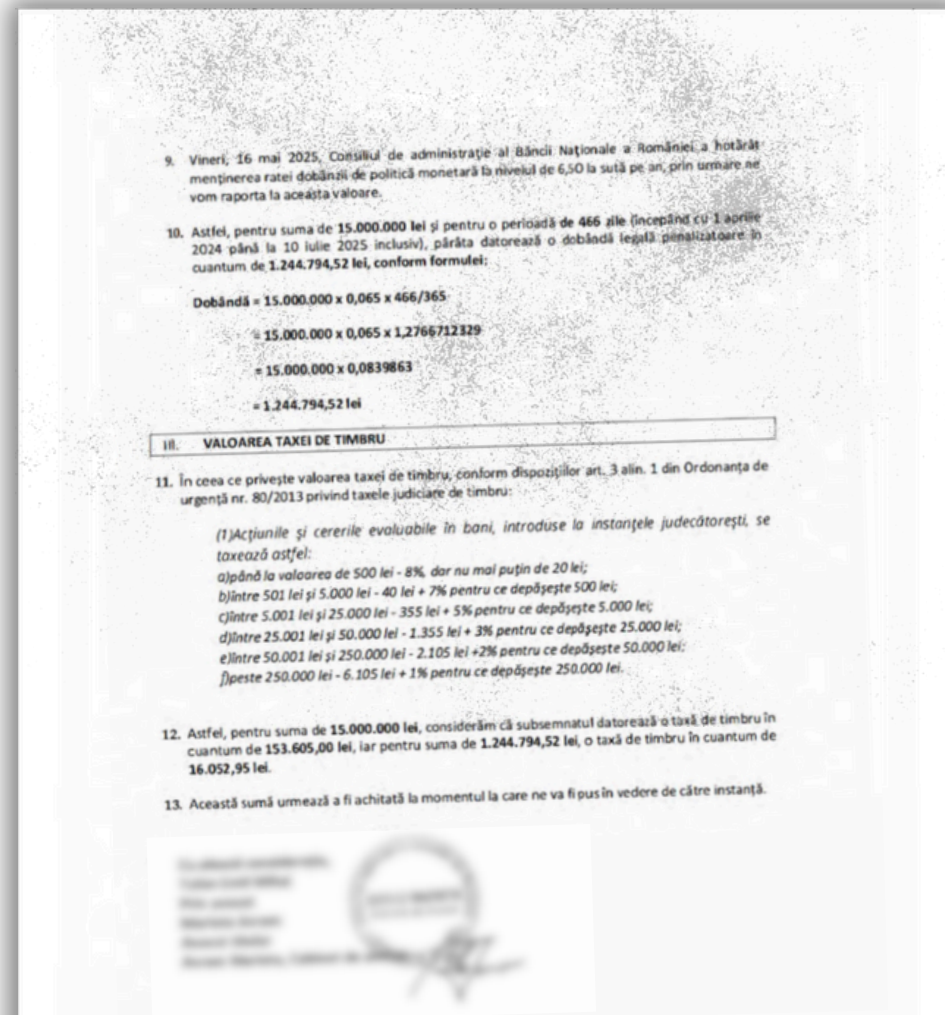 9. Vineri, 16 mai 2025, Consiliul de administrație al Băncii Naționale a României a hotărât
menținerea ratei dobânzii de politică monetară la nivelul de 6,50 la sută pe an, prin urmare ne
vom raporta la aceasta valoare.
10. Astfel, pentru suma de 15.000.000 lei și pentru o perioadă de 466 zile (începând cu 1 aprilie
2024 până la 10 iulie 2025 inclusiv), pârâta datorează o dobândă legală penalizatoare în
cuantum de 1.244.794,52 lei, conform formulei:
Dobândă = 15.000.000 x 0,065 x 466/365
= 15.000.000 x 0,065 x 1,2766712329
= 15.000.000 x 0,0839863
= 1.244.794,52 lei
III. VALOAREA TAXEI DE TIMBRU
11. În ceea ce privește valoarea taxei de timbru, conform dispozițiilor art. 3 alin. 1 din Ordonanța de
urgență nr. 80/2013 privind taxele judiciare de timbru:
(1)Acțiunile și cererile evaluabile în bani, introduse la instanțele judecătorești, se
taxează astfel:
a)până la valoarea de 500 lei - 8%, dar nu mai puțin de 20 lei;
b)între 501 lei și 5.000 lei - 40 lei + 7% pentru ce depășește 500 lei;
c)între 5.001 lei și 25.000 lei - 355 lei + 5% pentru ce depășește 5.000 lei;
d)între 25.001 lei și 50.000 lei - 1.355 lei + 3% pentru ce depășește 25.000 lei;
e)între 50.001 lei și 250.000 lei - 2.105 lei +2% pentru ce depășește 50.000 lei;
f)peste 250.000 lei - 6.105 lei + 1% pentru ce depășește 250.000 lei.
12. Astfel, pentru suma de 15.000.000 lei, considerăm că subsemnatul datorează o taxă de timbru în
cuantum de 153.605,00 lei, iar pentru suma de 1.244.794,52 lei, o taxă de timbru în cuantum de
16.052,95 lei.
13. Această sumă urmează a fi achitată la momentul la care ne va fi pus în vedere de către instanță.